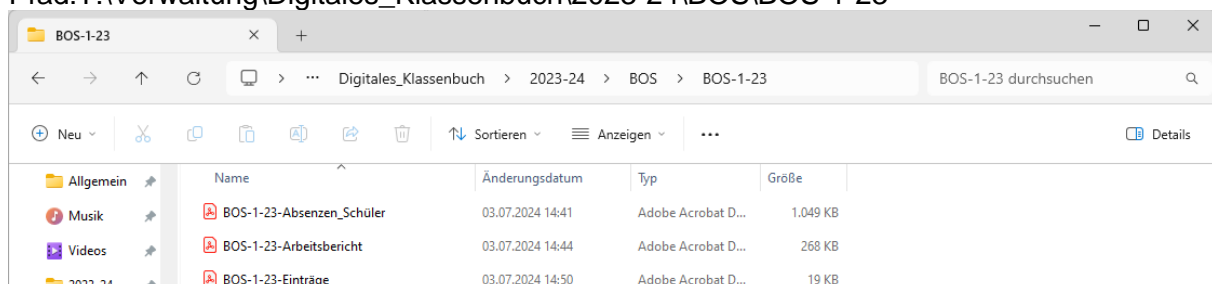 BOS-1-23
Digitales_Klassenbuch > 2023-24 > BOS > BOS-1-23
BOS-1-23 durchsuchen
Neu
Sortieren
Anzeigen
Details
Name Änderungsdatum Typ Größe
Allgemein
Musik
Videos
BOS-1-23-Absenzen_Schüler 03.07.2024 14:41 Adobe Acrobat D... 1.049 KB
BOS-1-23-Arbeitsbericht 03.07.2024 14:44 Adobe Acrobat D... 268 KB
BOS-1-23-Einträge 03.07.2024 14:50 Adobe Acrobat D... 19 KB